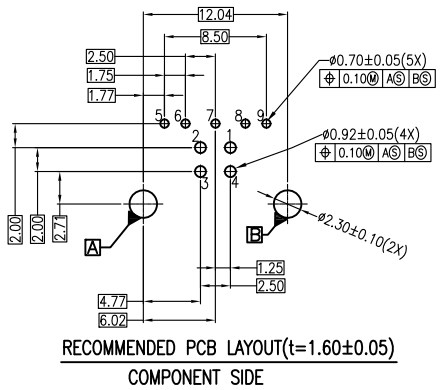 12.04
8.50
2.50
1.75
1.77
ø0.70±0.05(5X)
⌖ 0.10Ⓜ AⓈ BⓈ
5 6 7 8 9
2 1
3 4
ø0.92±0.05(4X)
⌖ 0.10Ⓜ AⓈ BⓈ
2.00
2.00
2.71
A
B
ø2.30±0.10(2X)
1.25
2.50
4.77
6.02
RECOMMENDED PCB LAYOUT(t=1.60±0.05)
COMPONENT SIDE